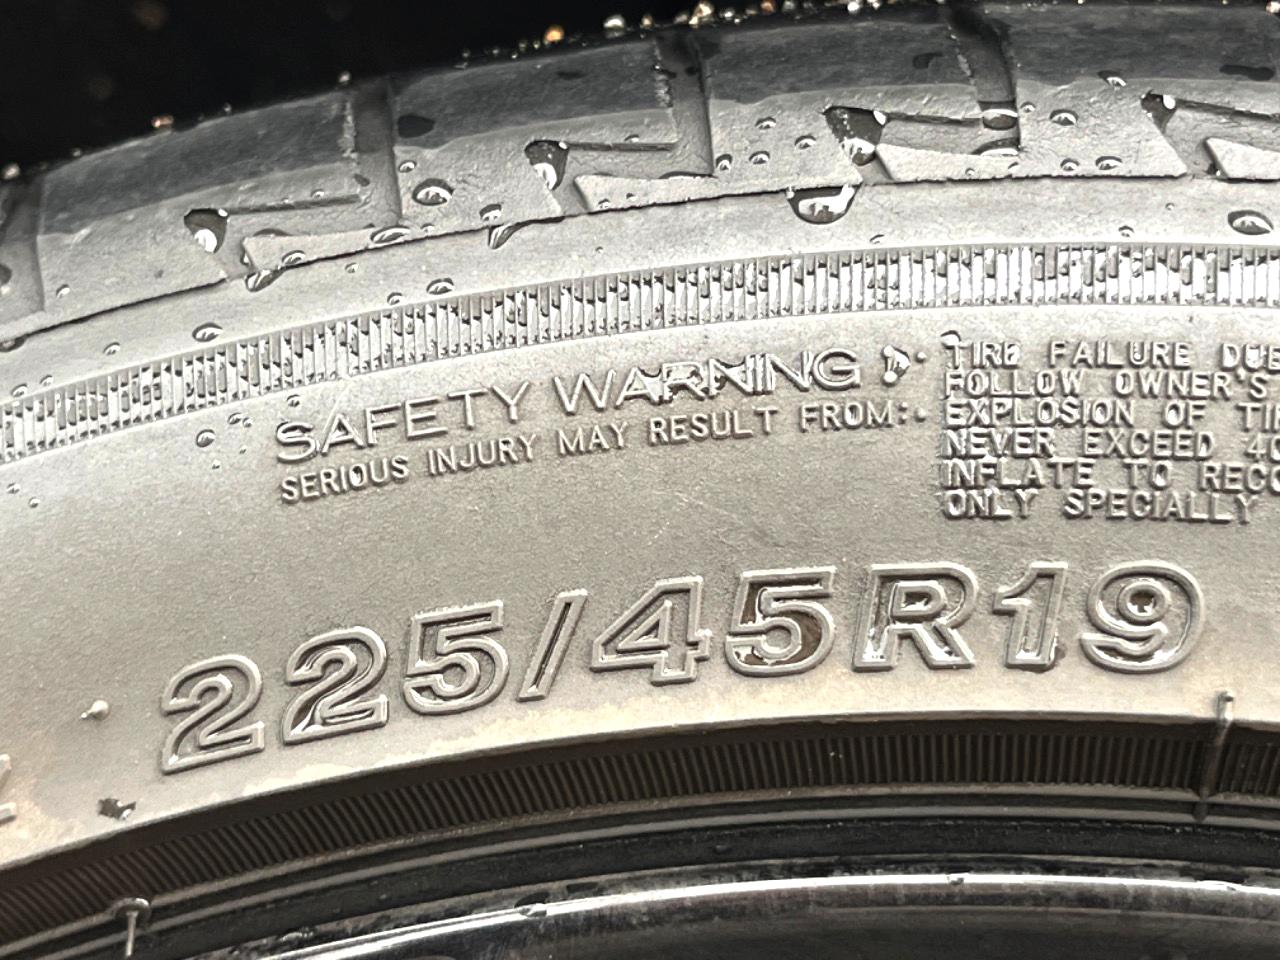 SAFETY WARNING
SERIOUS INJURY MAY RESULT FROM:
TIRE FAILURE DUE
FOLLOW OWNER'S
EXPLOSION OF
NEVER EXCEED
INFLATE TO
ONLY SPECIALLY
225/45R19